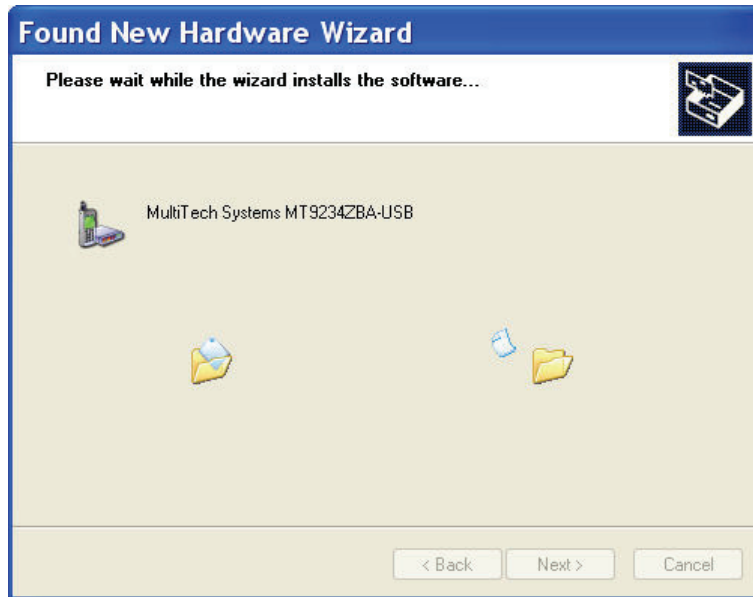 Found New Hardware Wizard
Please wait while the wizard installs the software...
MultiTech Systems MT9234ZBA-USB
< Back Next > Cancel